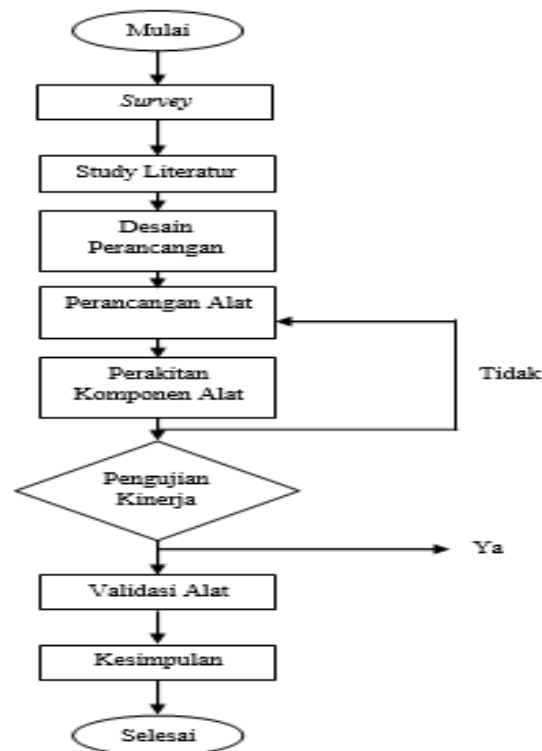 Mulai
Survey
Study Literatur
Desain
Perancangan
Perancangan Alat
Perakitan
Komponen Alat
Tidak
Pengujian
Kinerja
Ya
Validasi Alat
Kesimpulan
Selesai